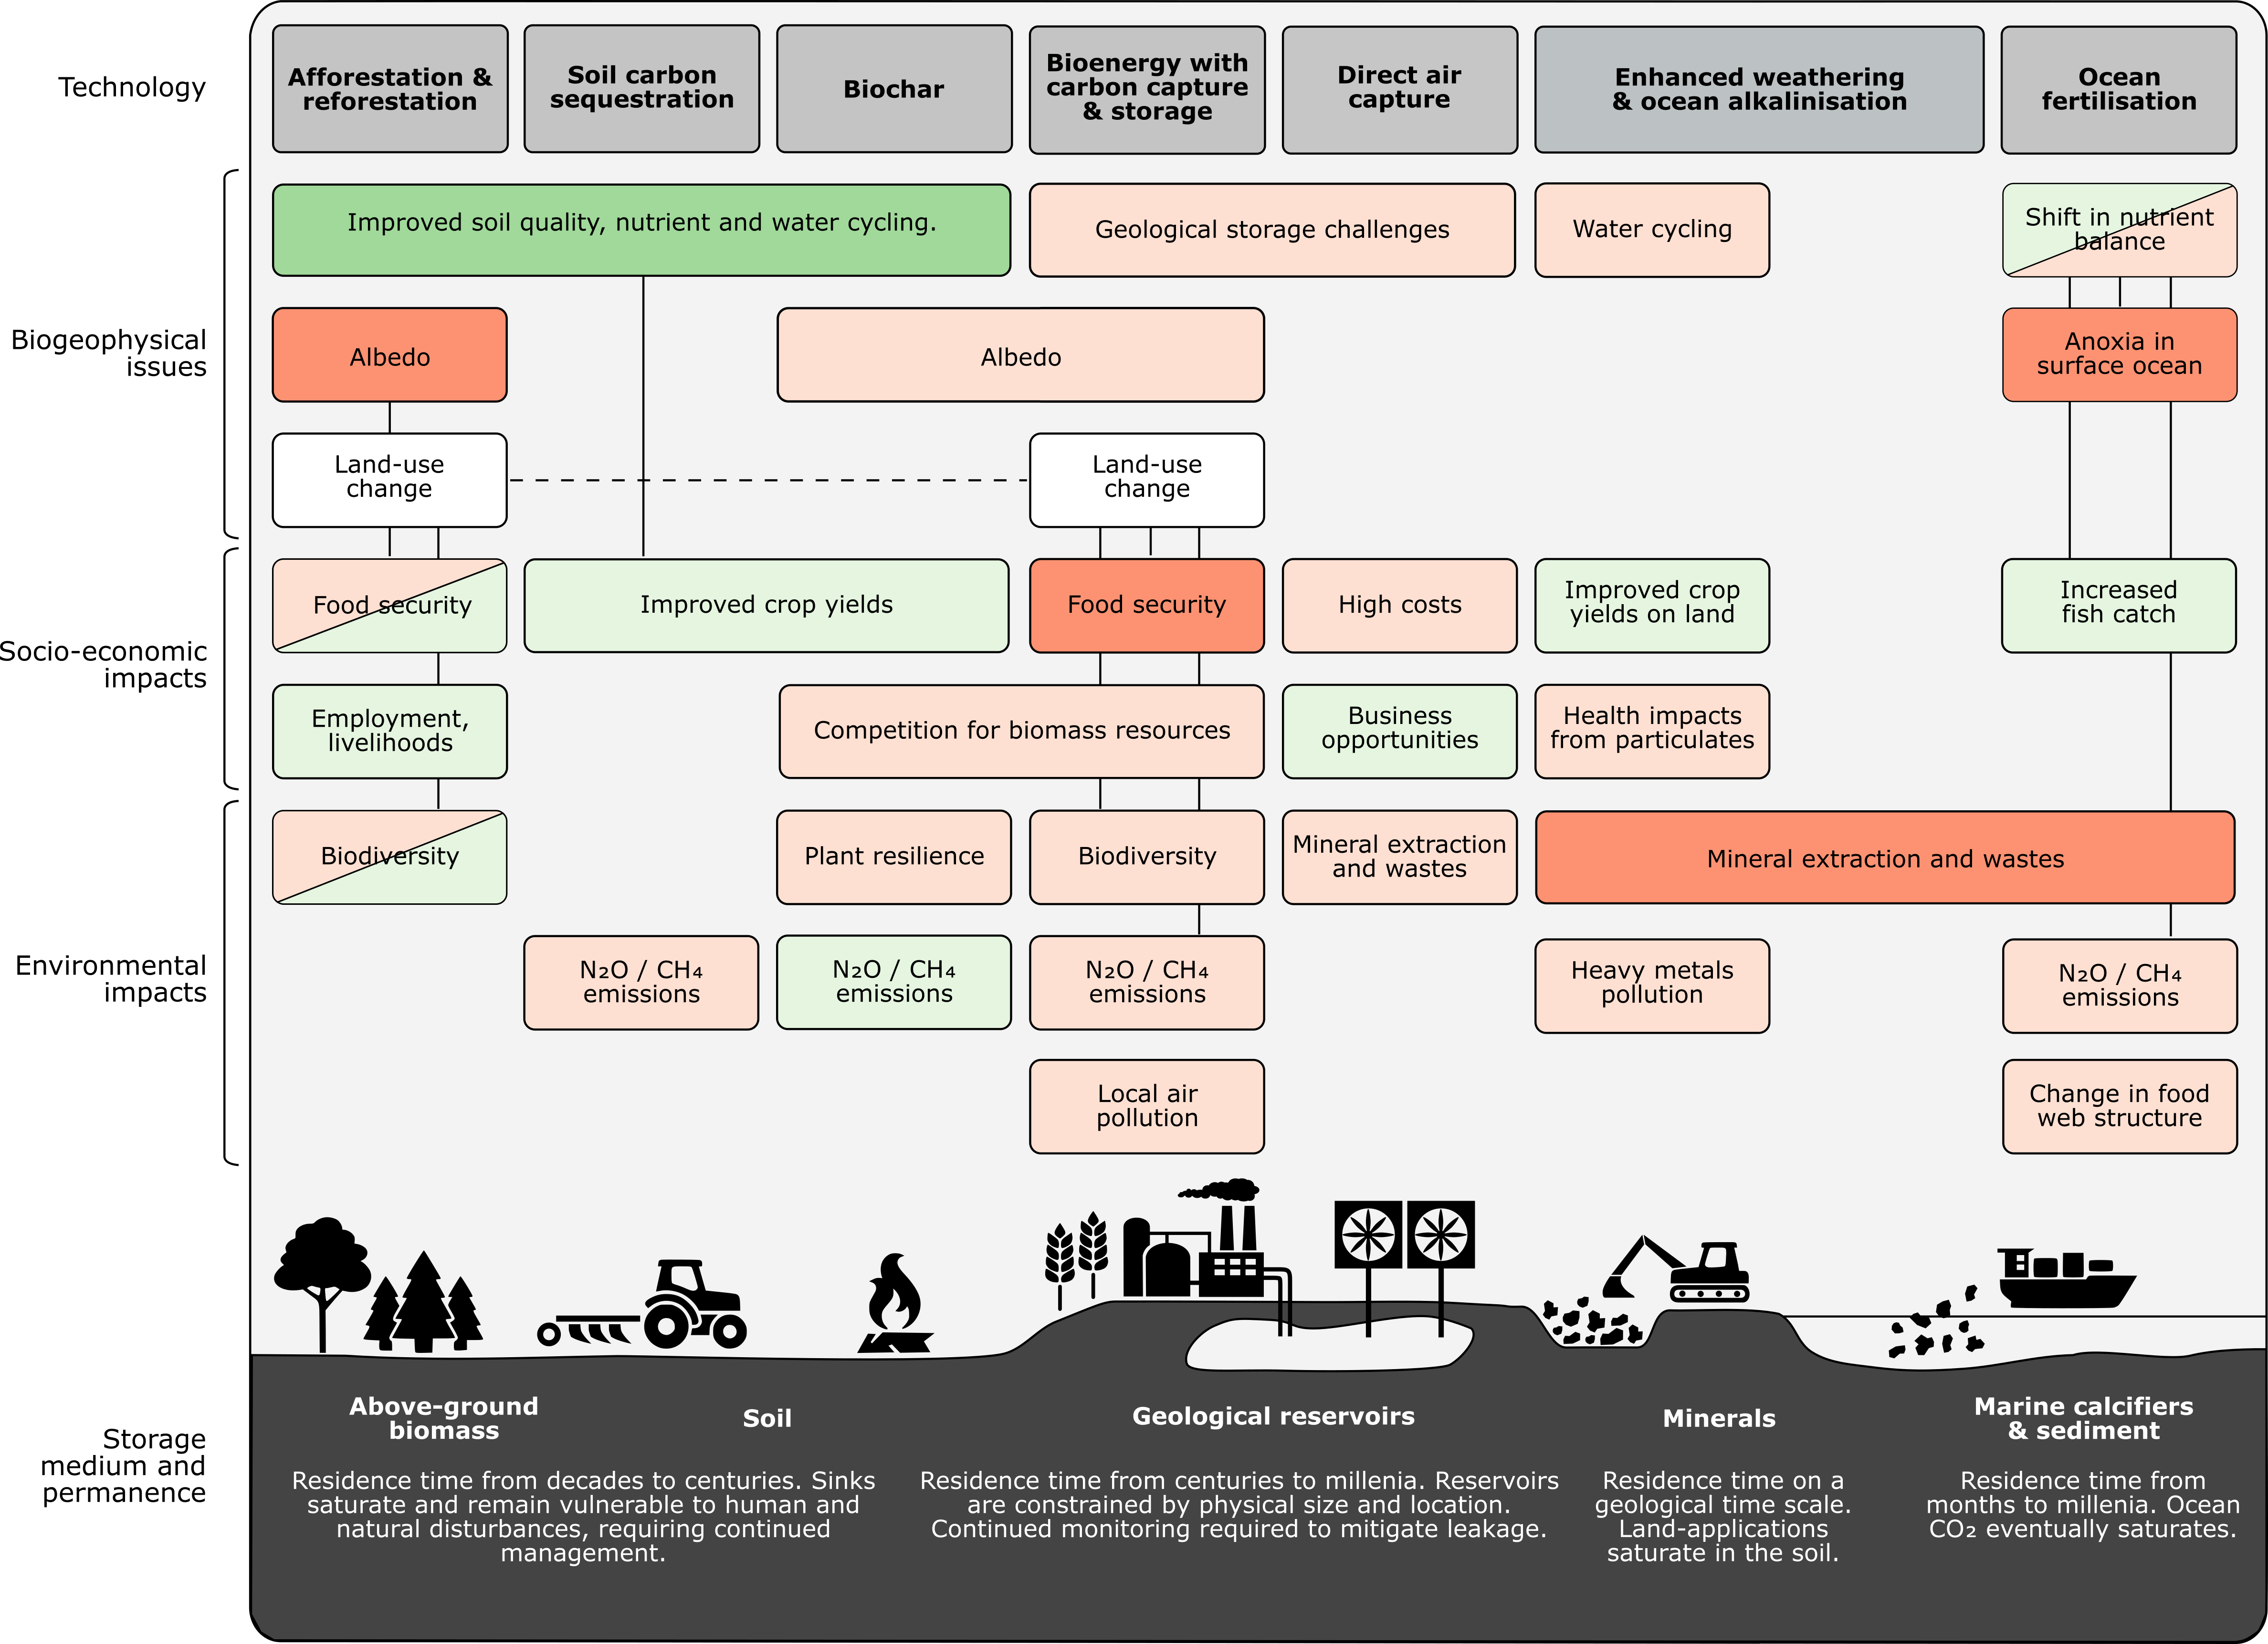 Technology
Afforestation &
reforestation
Soil carbon
sequestration
Biochar
Bioenergy with
carbon capture
& storage
Direct air
capture
Enhanced weathering
& ocean alkalinisation
Ocean
fertilisation
Biogeophysical
issues
Improved soil quality, nutrient and water cycling.
Geological storage challenges
Water cycling
Shift in nutrient
balance
Albedo
Albedo
Anoxia in
surface ocean
Land-use
change
Land-use
change
Socio-economic
impacts
Food security
Improved crop yields
Food security
High costs
Improved crop
yields on land
Increased
fish catch
Employment,
livelihoods
Competition for biomass resources
Business
opportunities
Health impacts
from particulates
Environmental
impacts
Biodiversity
Plant resilience
Biodiversity
Mineral extraction
and wastes
Mineral extraction and wastes
N₂O / CH₄
emissions
N₂O / CH₄
emissions
N₂O / CH₄
emissions
Heavy metals
pollution
N₂O / CH₄
emissions
Local air
pollution
Change in food
web structure
Storage
medium and
permanence
Above-ground
biomass
Soil
Residence time from decades to centuries. Sinks
saturate and remain vulnerable to human and
natural disturbances, requiring continued
management.
Geological reservoirs
Residence time from centuries to millenia. Reservoirs
are constrained by physical size and location.
Continued monitoring required to mitigate leakage.
Minerals
Residence time on a
geological time scale.
Land-applications
saturate in the soil.
Marine calcifiers
& sediment
Residence time from
months to millenia. Ocean
CO₂ eventually saturates.